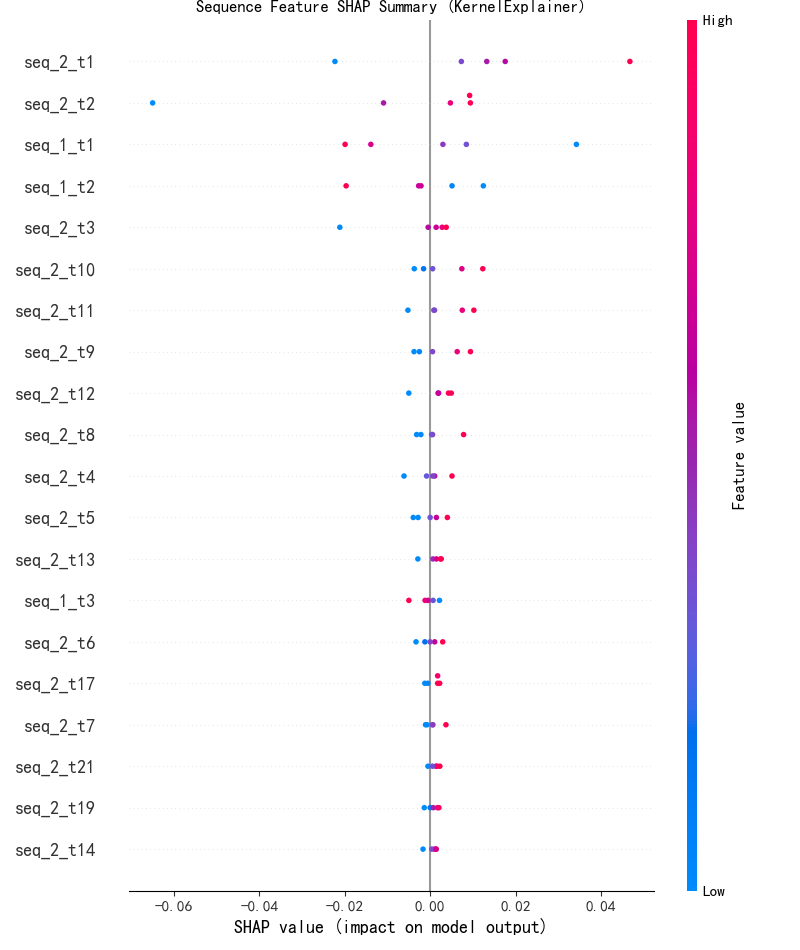 Sequence Feature SHAP Summary (KernelExplainer)
High
seq_2_t1
seq_2_t2
seq_1_t1
seq_1_t2
seq_2_t3
seq_2_t10
seq_2_t11
seq_2_t9
seq_2_t12
seq_2_t8
seq_2_t4
seq_2_t5
seq_2_t13
seq_1_t3
seq_2_t6
seq_2_t17
seq_2_t7
seq_2_t21
seq_2_t19
seq_2_t14
Feature value
Low
-0.06 -0.04 -0.02 0.00 0.02 0.04
SHAP value (impact on model output)